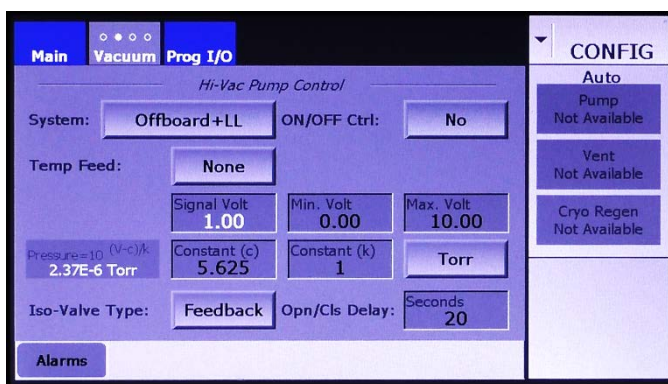 Main Vacuum Prog I/O
CONFIG
Hi-Vac Pump Control
System: Offboard+LL ON/OFF Ctrl: No
Temp Feed: None
Signal Volt Min. Volt Max. Volt
1.00 0.00 10.00
Pressure=10 (V-c)/k Constant (c) Constant (k) Torr
2.37E-6 Torr 5.625 1
Iso-Valve Type: Feedback Opn/Cls Delay: Seconds
20
Alarms
Auto
Pump
Not Available
Vent
Not Available
Cryo Regen
Not Available